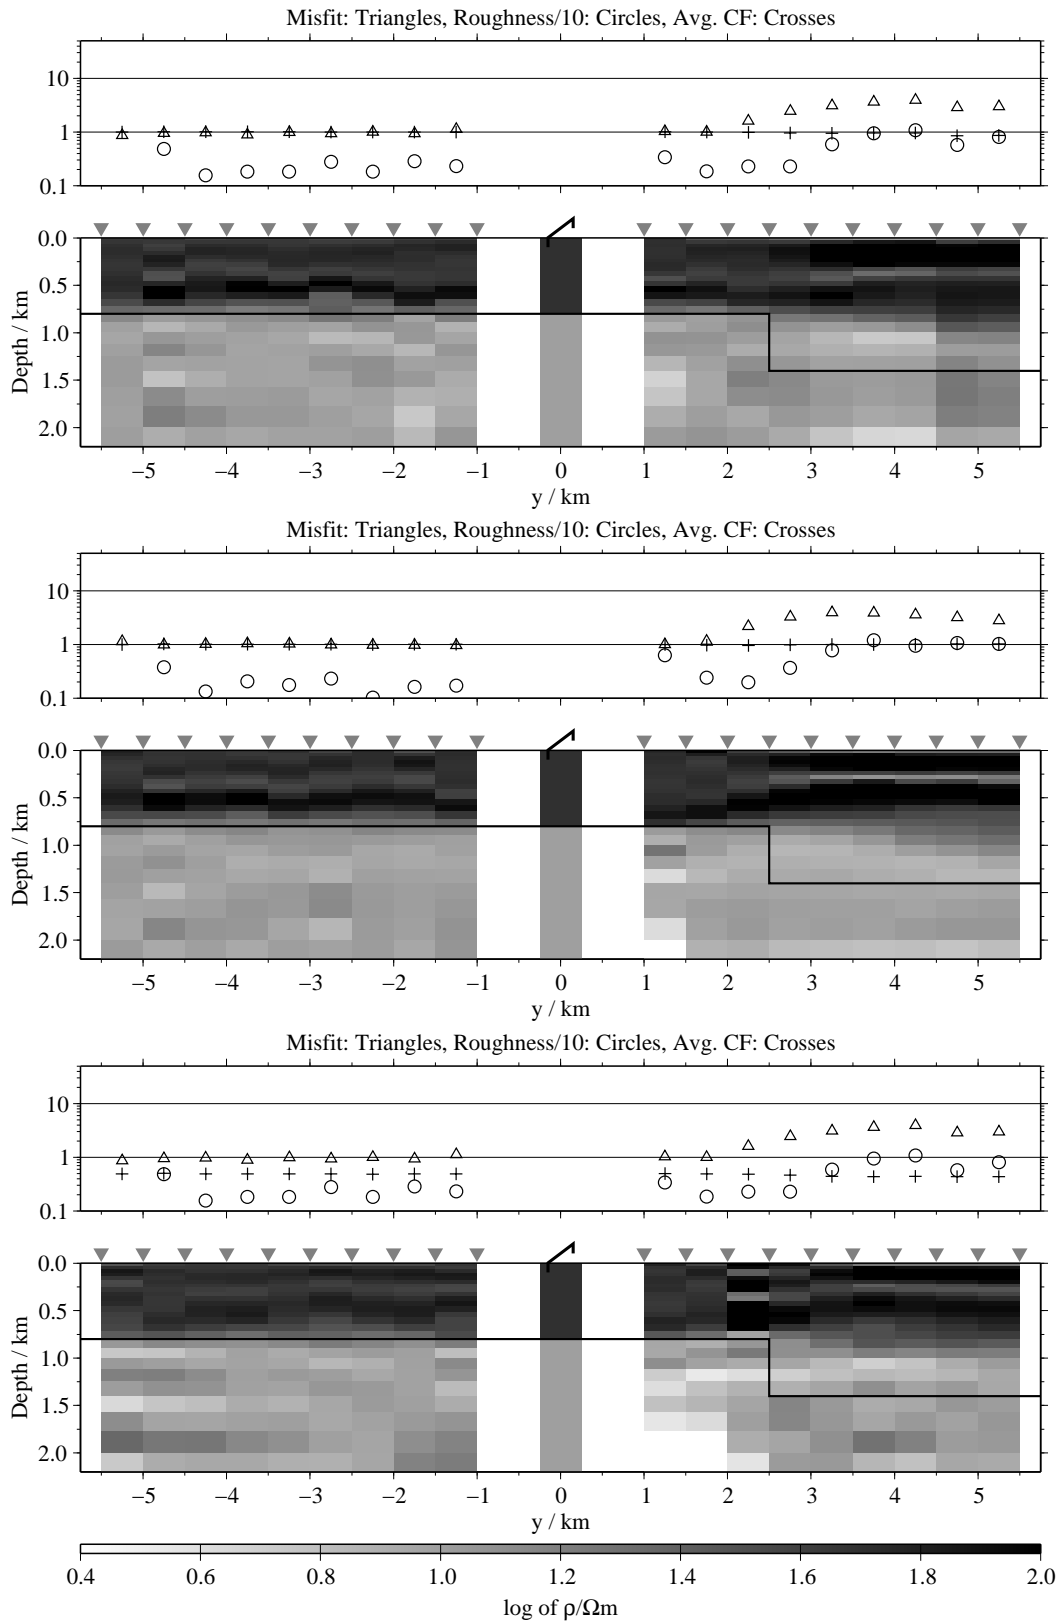 Misfit: Triangles, Roughness/10: Circles, Avg. CF: Crosses
10
1
0.1
0.0
0.5
1.0
1.5
2.0
Depth / km
−5 −4 −3 −2 −1 0 1 2 3 4 5
y / km
Misfit: Triangles, Roughness/10: Circles, Avg. CF: Crosses
10
1
0.1
0.0
0.5
1.0
1.5
2.0
Depth / km
−5 −4 −3 −2 −1 0 1 2 3 4 5
y / km
Misfit: Triangles, Roughness/10: Circles, Avg. CF: Crosses
10
1
0.1
0.0
0.5
1.0
1.5
2.0
Depth / km
−5 −4 −3 −2 −1 0 1 2 3 4 5
y / km
0.4 0.6 0.8 1.0 1.2 1.4 1.6 1.8 2.0
log of ρ/Ωm